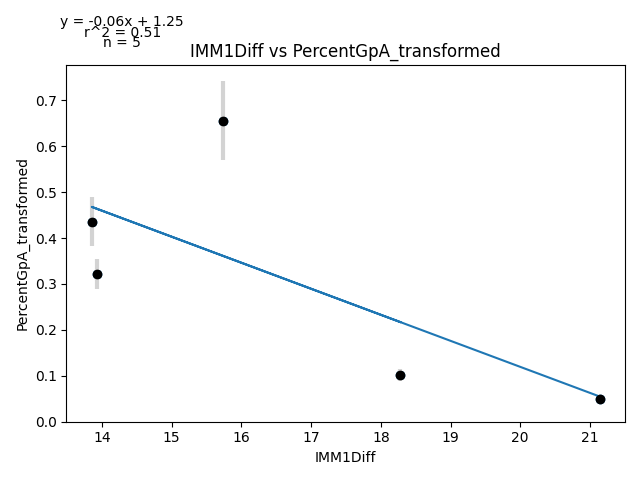 y = -0.06x + 1.25
r^2 = 0.51
n = 5
IMM1Diff vs PercentGpA_transformed
PercentGpA_transformed
0.7
0.6
0.5
0.4
0.3
0.2
0.1
0.0
14 15 16 17 18 19 20 21
IMM1Diff